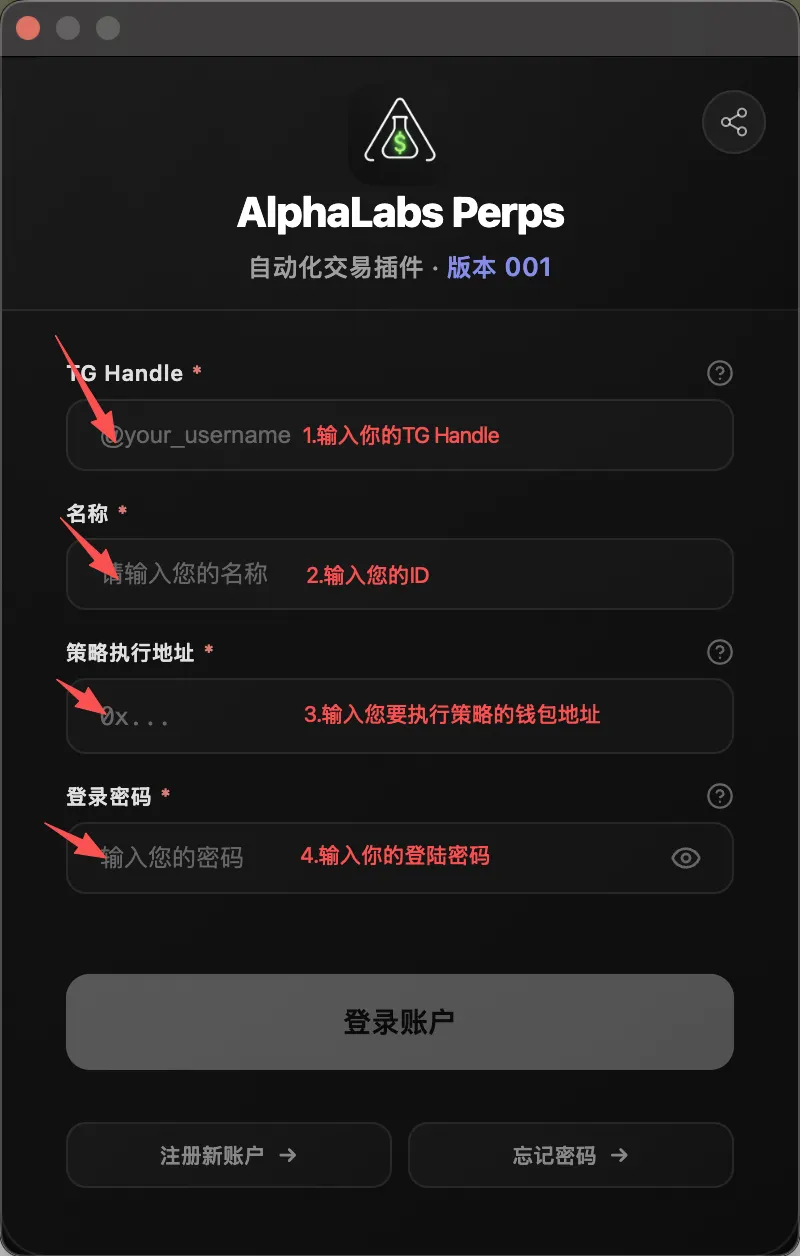 $
AlphaLabs Perps
自动化交易插件 · 版本 001
TG Handle *
@your_username 1.输入你的TG Handle
名称 *
请输入您的名称 2.输入您的ID
策略执行地址 *
0x... 3.输入您要执行策略的钱包地址
登录密码 *
输入您的密码 4.输入你的登陆密码
登录账户
注册新账户 →
忘记密码 →